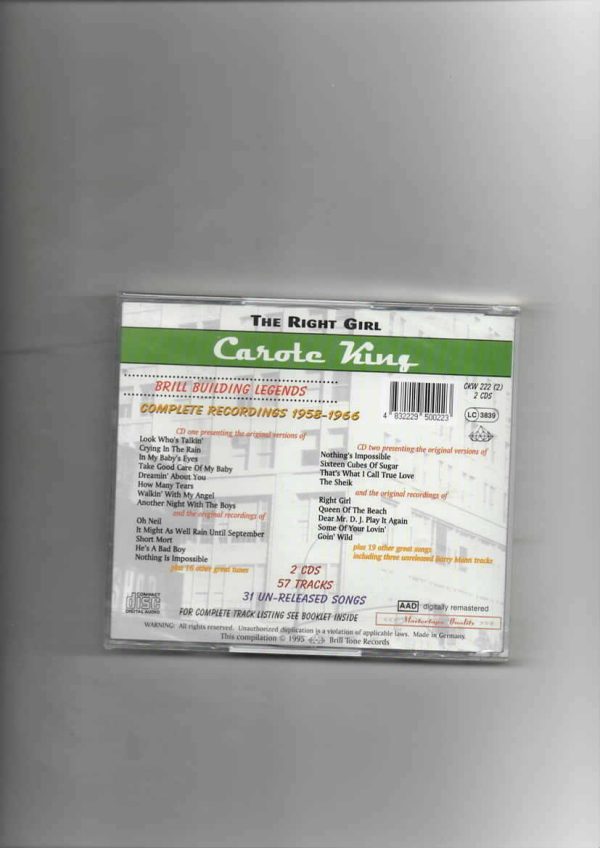 THE RIGHT GIRL
Carole King
BRILL BUILDING LEGENDS
COMPLETE RECORDINGS 1958-1966
CKW 222 (2)
2 CDS
4 832229 500223
LC 3839
CD one presenting the original versions of
Look Who's Talkin'
Crying In The Rain
In My Baby's Eyes
Take Good Care Of My Baby
Dreamin' About You
How Many Tears
Walkin' With My Angel
Another Night With The Boys
and the original recordings of
Oh Neil
It Might As Well Rain Until September
Short Mort
He's A Bad Boy
Nothing Is Impossible
plus 16 other great tunes
CD two presenting the original versions of
Nothing's Impossible
Sixteen Cubes Of Sugar
That's What I Call True Love
The Sheik
and the original recordings of
Right Girl
Queen Of The Beach
Dear Mr. D. J. Play It Again
Some Of Your Lovin'
Goin' Wild
plus 19 other great songs
including three unreleased Barry Mann tracks
2 CDS
57 TRACKS
31 UN-RELEASED SONGS
FOR COMPLETE TRACK LISTING SEE BOOKLET INSIDE
COMPACT
disc
DIGITAL AUDIO
AAD digitally remastered
<<< Mastertape Quality >>>
WARNING: All rights reserved. Unauthorized duplication is a violation of applicable laws. Made in Germany.
This compilation © 1995 Brill Tone Records